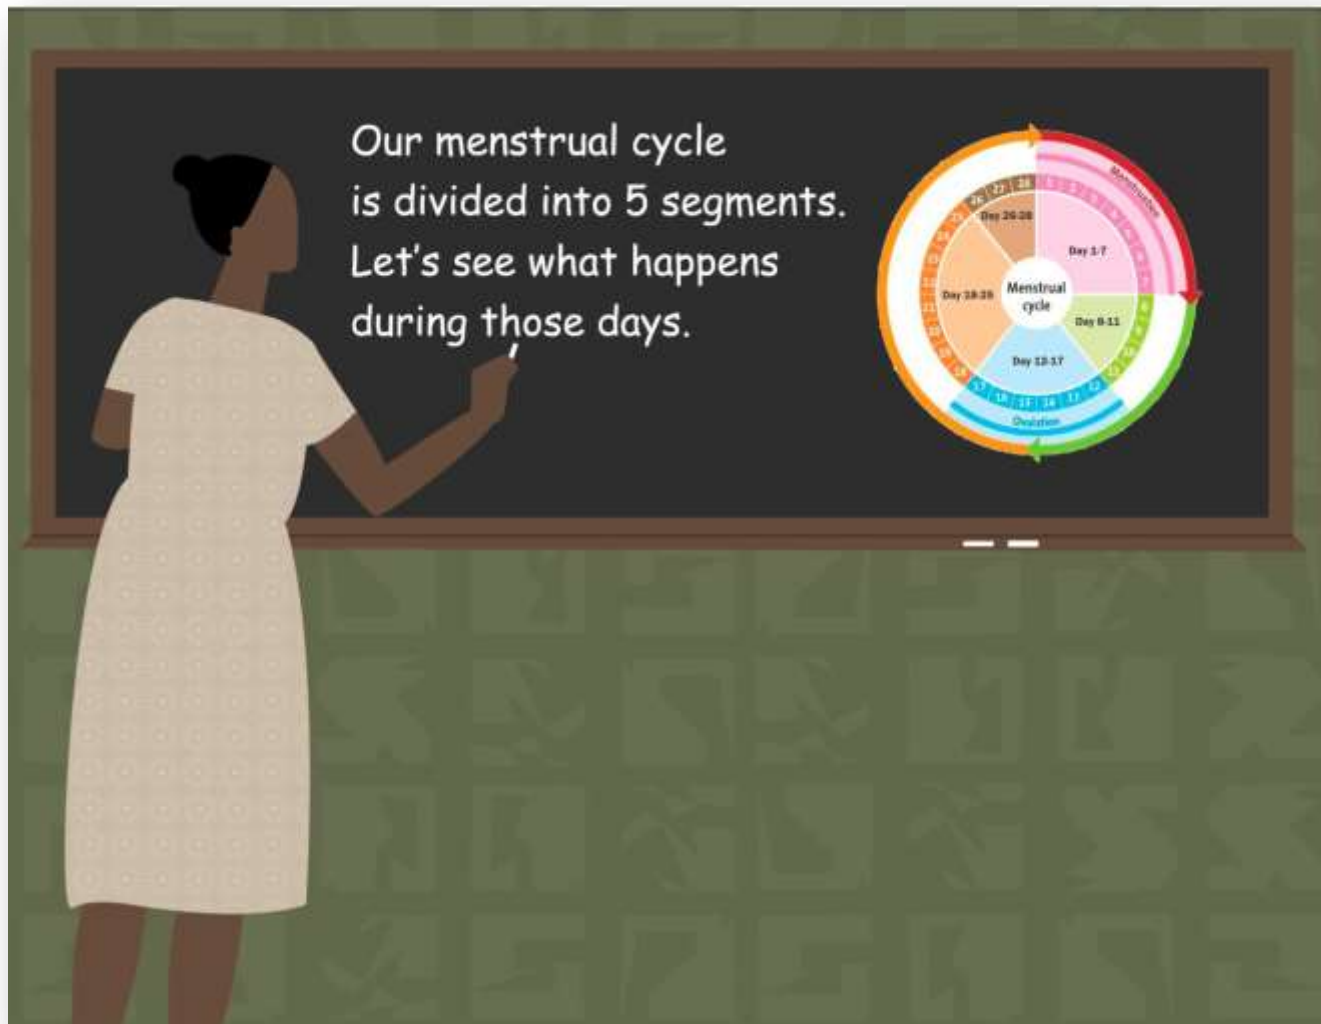 Our menstrual cycle
is divided into 5 segments.
Let's see what happens
during those days.
Menstruation
Day 26-28
Day 1-7
Menstrual
cycle
Day 18-25
Day 8-11
Day 12-17
Ovulation